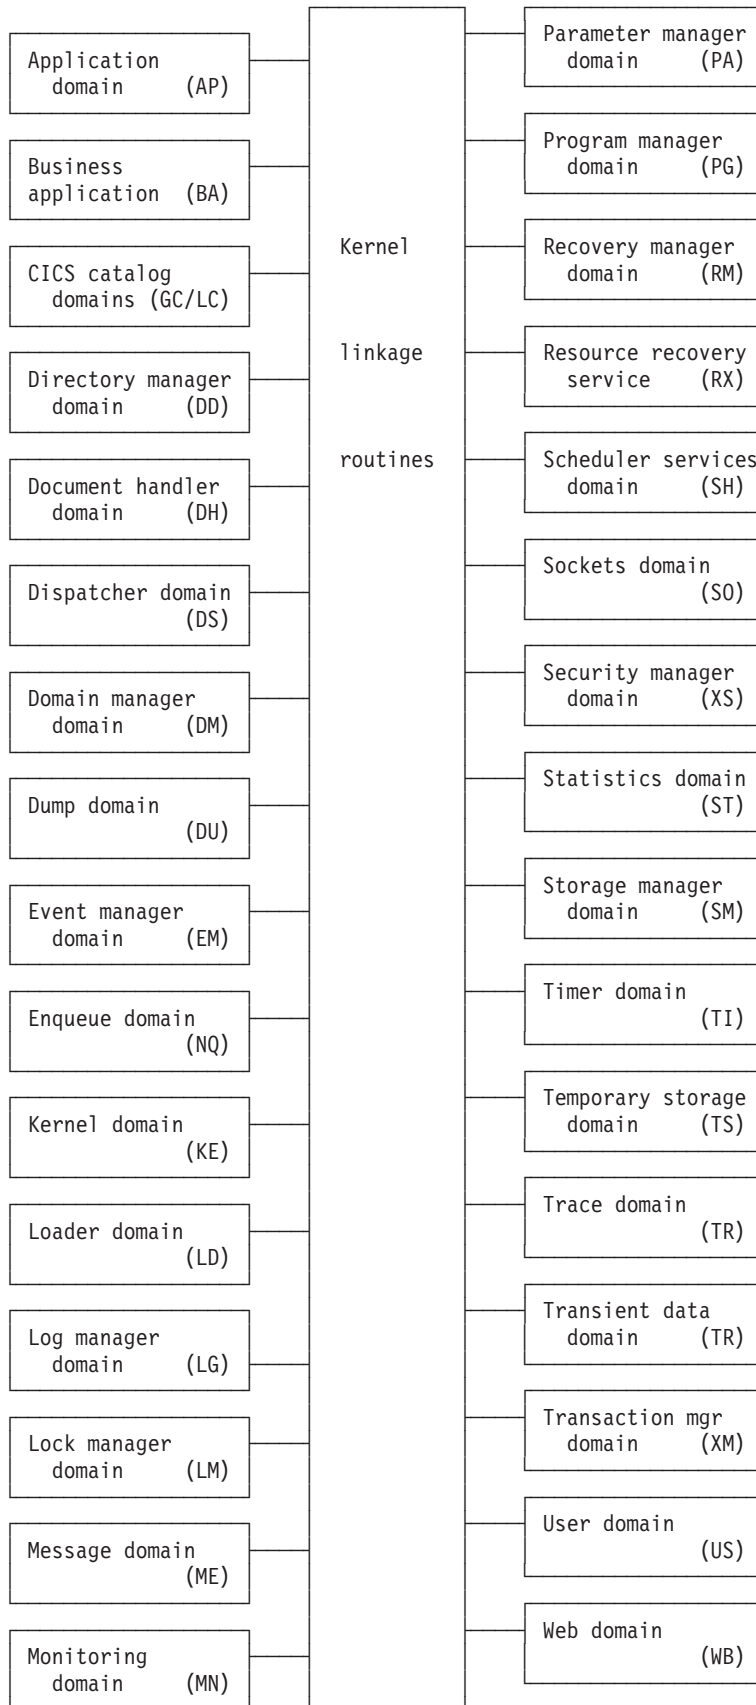 Application
domain (AP)
Business
application (BA)
CICS catalog
domains (GC/LC)
Directory manager
domain (DD)
Document handler
domain (DH)
Dispatcher domain
(DS)
Domain manager
domain (DM)
Dump domain
(DU)
Event manager
domain (EM)
Enqueue domain
(NQ)
Kernel domain
(KE)
Loader domain
(LD)
Log manager
domain (LG)
Lock manager
domain (LM)
Message domain
(ME)
Monitoring
domain (MN)
Kernel
linkage
routines
Parameter manager
domain (PA)
Program manager
domain (PG)
Recovery manager
domain (RM)
Resource recovery
service (RX)
Scheduler services
domain (SH)
Sockets domain
(SO)
Security manager
domain (XS)
Statistics domain
(ST)
Storage manager
domain (SM)
Timer domain
(TI)
Temporary storage
domain (TS)
Trace domain
(TR)
Transient data
domain (TR)
Transaction mgr
domain (XM)
User domain
(US)
Web domain
(WB)